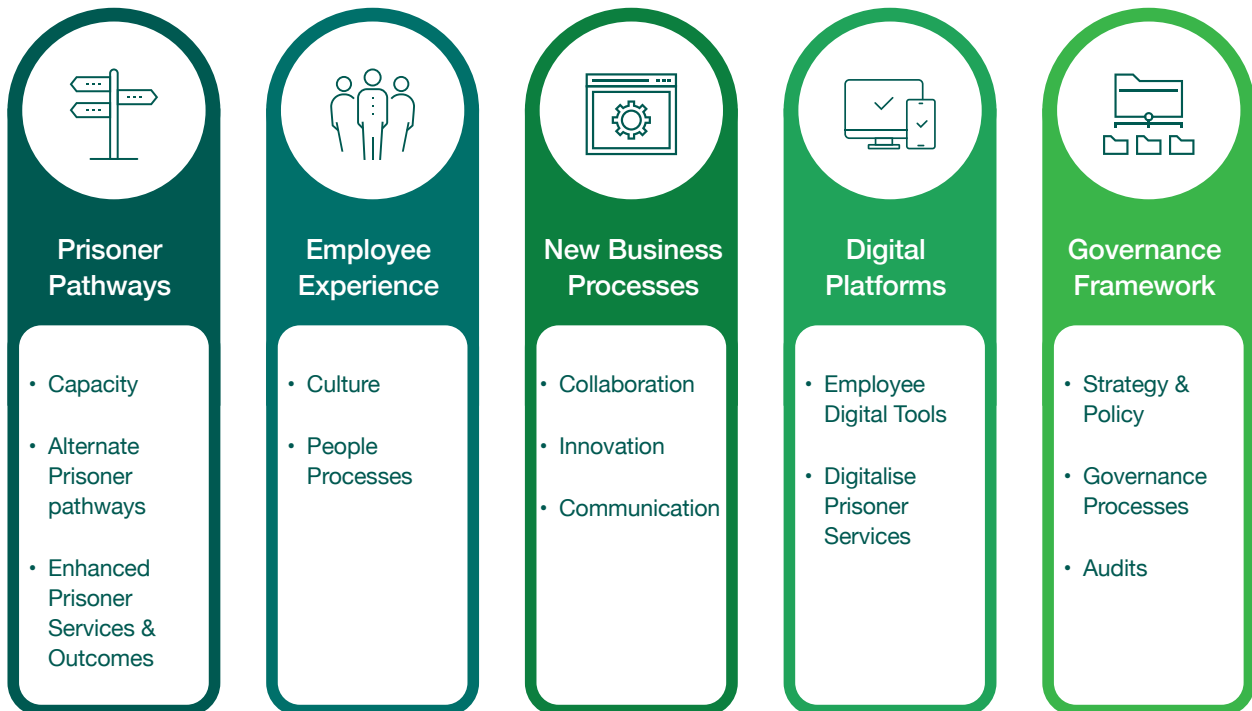 Prisoner
Pathways
• Capacity
• Alternate
Prisoner
pathways
• Enhanced
Prisoner
Services &
Outcomes
Employee
Experience
• Culture
• People
Processes
New Business
Processes
• Collaboration
• Innovation
• Communication
Digital
Platforms
• Employee
Digital Tools
• Digitalise
Prisoner
Services
Governance
Framework
• Strategy &
Policy
• Governance
Processes
• Audits